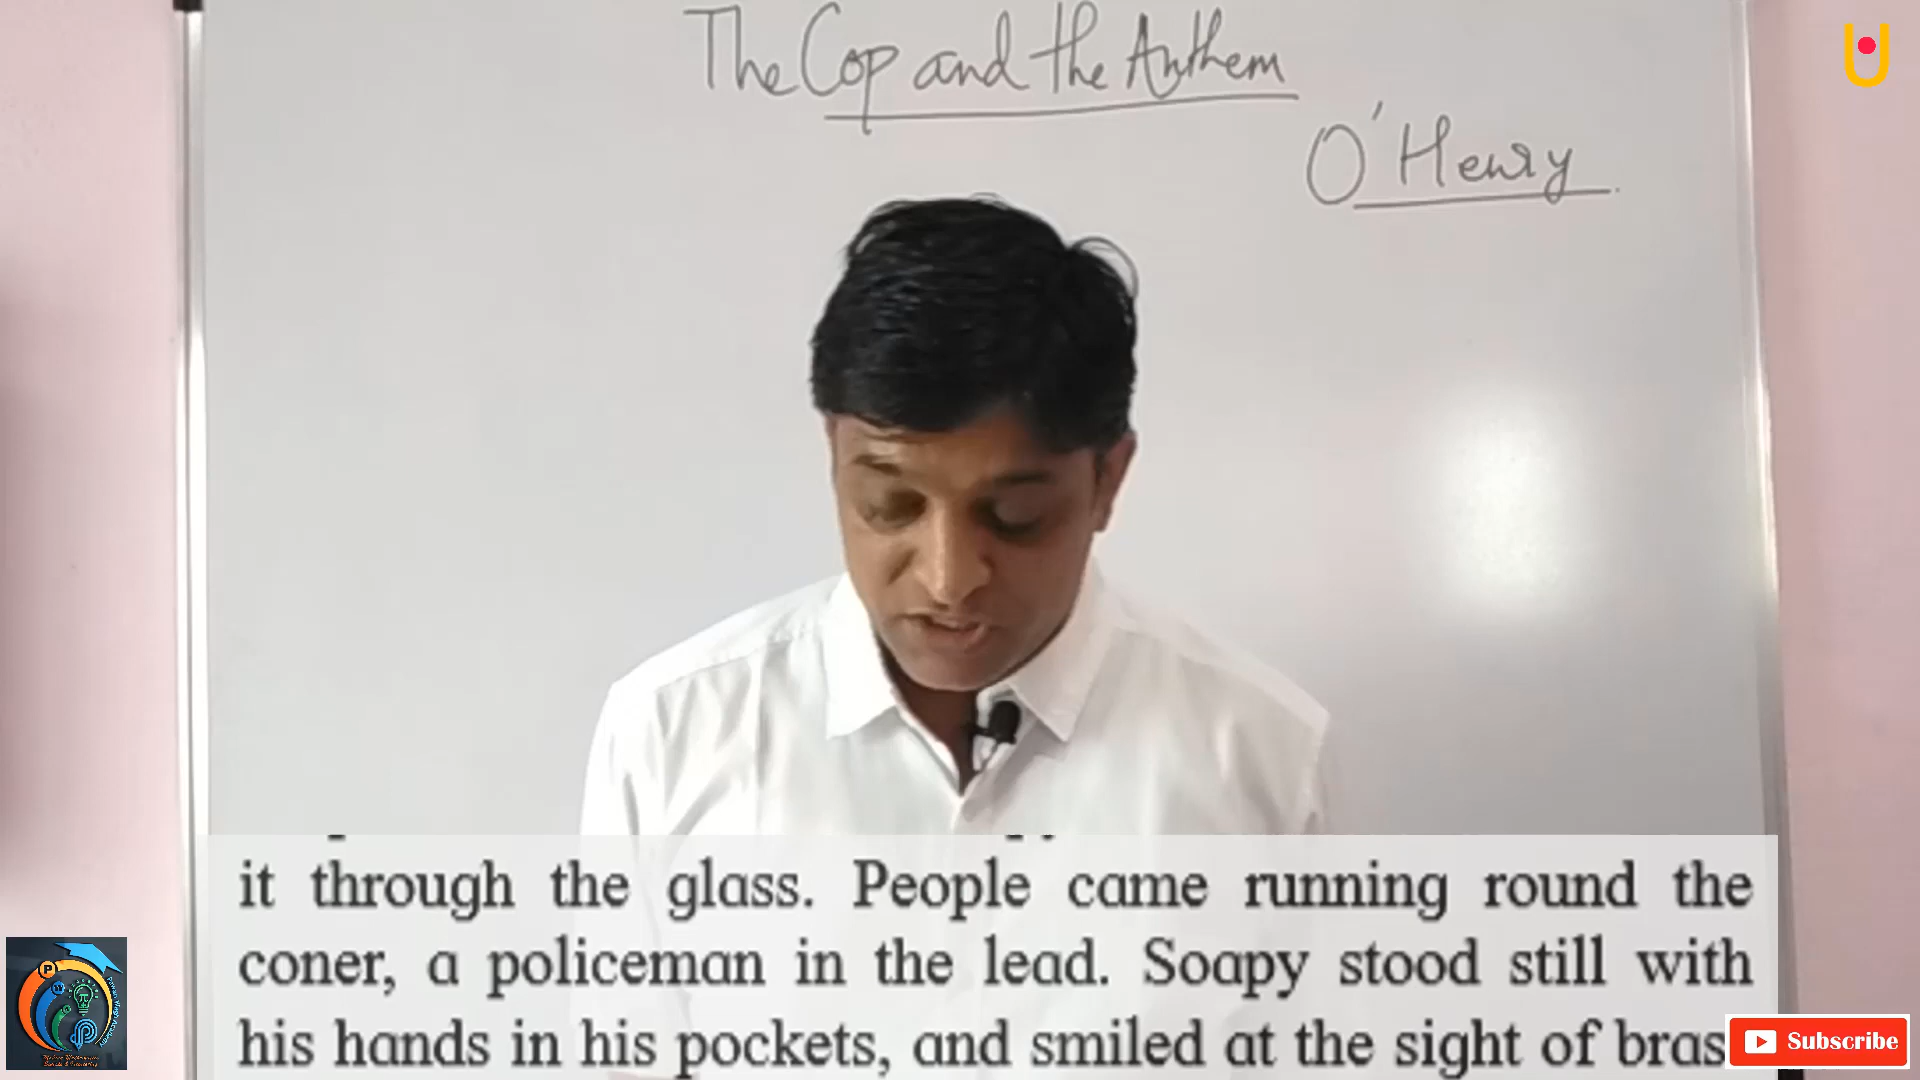 The Cop and the Anthem
O'Henry
it through the glass. People came running round the
coner, a policeman in the lead. Soapy stood still with
his hands in his pockets, and smiled at the sight of bras
Subscribe